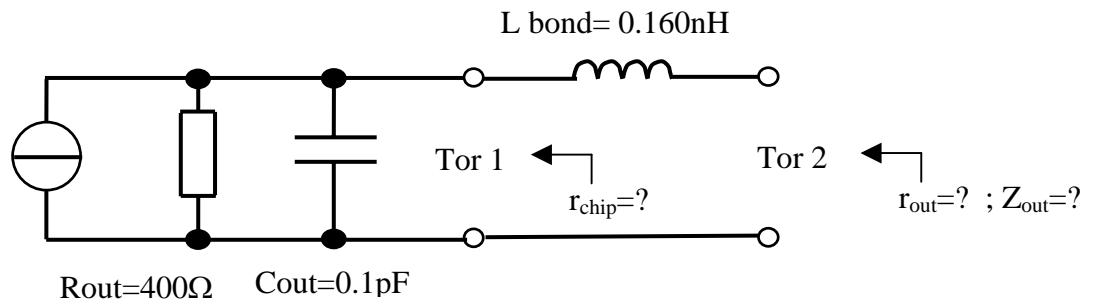 L bond= 0.160nH
Tor 1
Tor 2
r_chip=?
r_out=? ; Z_out=?
Rout=400Ω
Cout=0.1pF